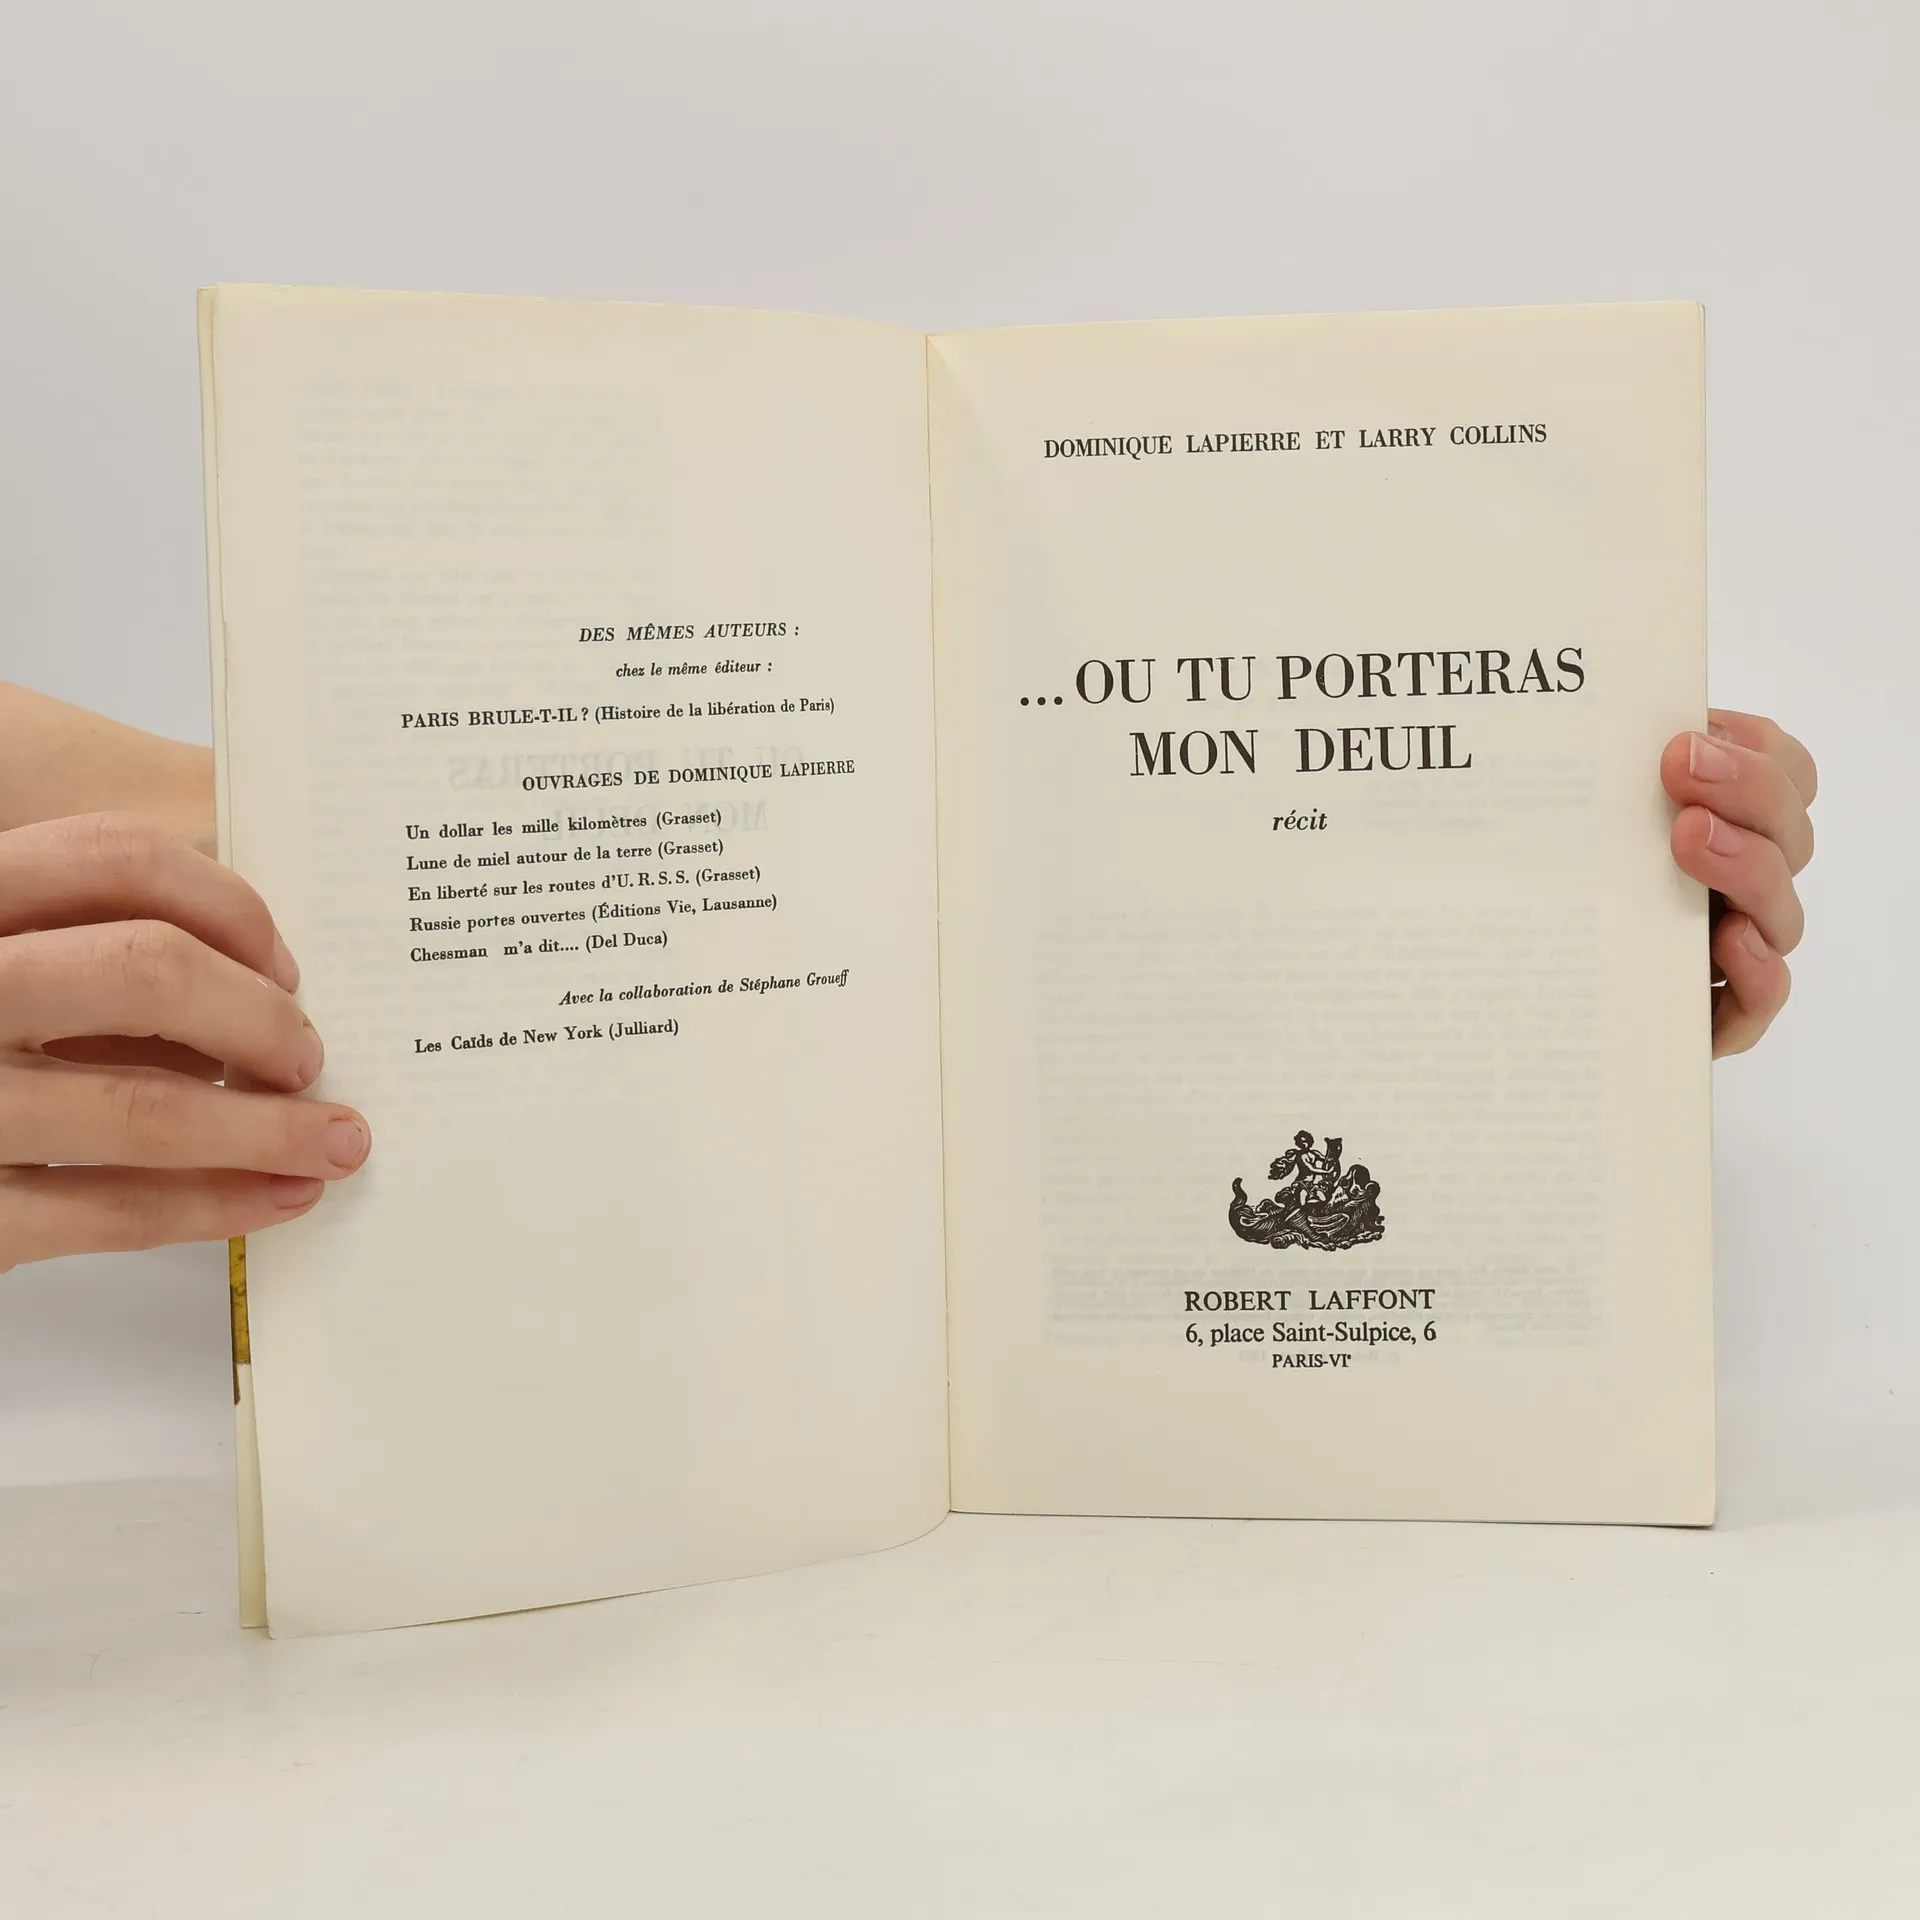 DES MÊMES AUTEURS :
chez le même éditeur :
PARIS BRULE-T-IL ? (Histoire de la libération de Paris)
OUVRAGES DE DOMINIQUE LAPIERRE
Un dollar les mille kilomètres (Grasset)
Lune de miel autour de la terre (Grasset)
En liberté sur les routes d'U. R. S. S. (Grasset)
Russie portes ouvertes (Éditions Vie, Lausanne)
Chessman m'a dit.... (Del Duca)
Avec la collaboration de Stéphane Groueff
Les Caïds de New York (Julliard)
DOMINIQUE LAPIERRE ET LARRY COLLINS
...OU TU PORTERAS
MON DEUIL
récit
ROBERT LAFFONT
6, place Saint-Sulpice, 6
PARIS-VIe